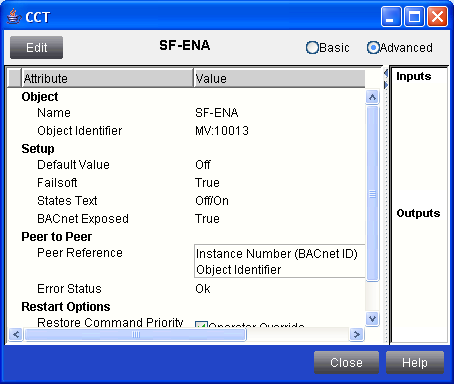 CCT
Edit SF-ENA Basic Advanced
Attribute Value Inputs
Object
Name SF-ENA
Object Identifier MV:10013
Setup
Default Value Off
Failsoft True
States Text Off/On
BACnet Exposed True
Outputs
Peer to Peer
Peer Reference Instance Number (BACnet ID)
Object Identifier
Error Status Ok
Restart Options
Restore Command Priority Operator Override
Close Help